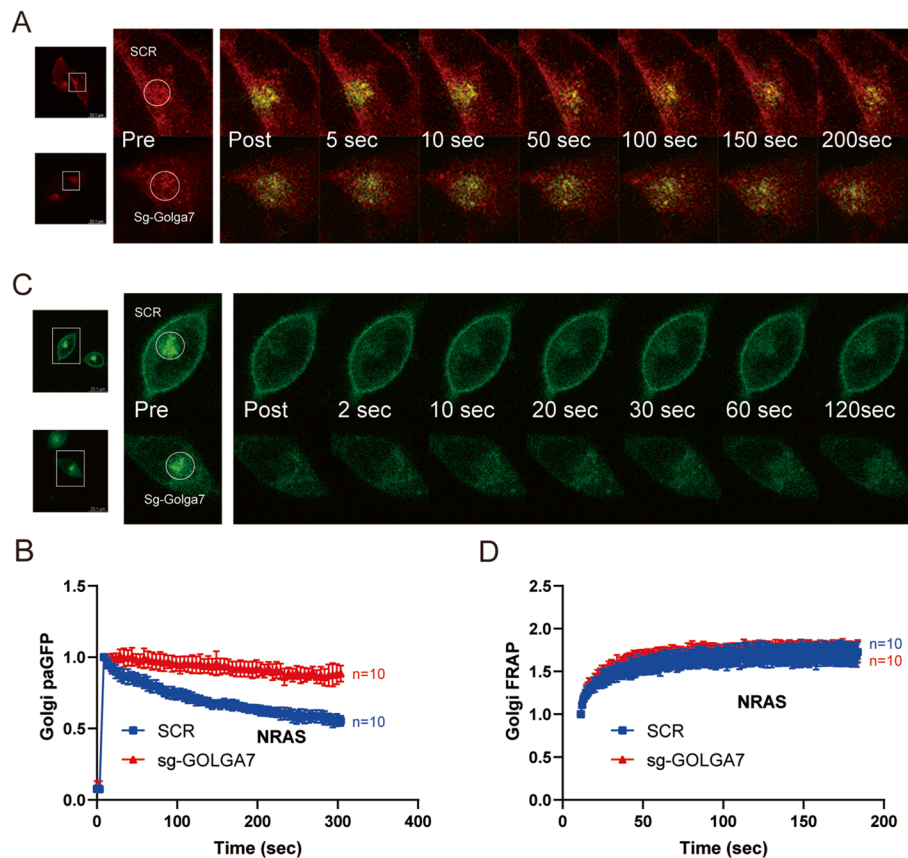 A
SCR
Pre
Post
5 sec
10 sec
50 sec
100 sec
150 sec
200sec
Sg-Golga7
C
SCR
Pre
Post
2 sec
10 sec
20 sec
30 sec
60 sec
120sec
Sg-Golga7
B
Golgi paGFP
1.5
1.0
0.5
0.0
n=10
n=10
NRAS
SCR
sg-GOLGA7
0 100 200 300 400
Time (sec)
D
Golgi FRAP
2.5
2.0
1.5
1.0
0.5
0.0
n=10
n=10
NRAS
SCR
sg-GOLGA7
0 50 100 150 200
Time (sec)